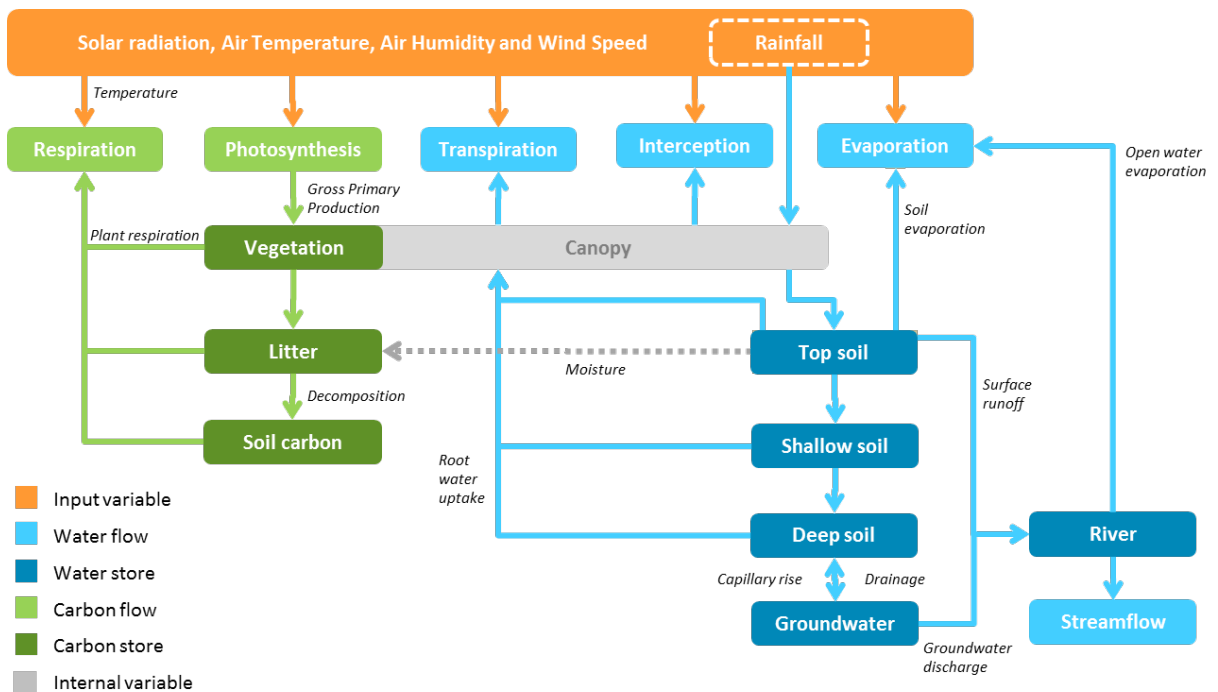 Solar radiation, Air Temperature, Air Humidity and Wind Speed
Rainfall
Temperature
Respiration
Photosynthesis
Transpiration
Interception
Evaporation
Open water
evaporation
Gross Primary
Production
Soil
evaporation
Plant respiration
Vegetation
Canopy
Litter
Moisture
Top soil
Decomposition
Surface
runoff
Soil carbon
Shallow soil
Root
water
uptake
Deep soil
River
Capillary rise
Drainage
Groundwater
Streamflow
Groundwater
discharge
Input variable
Water flow
Water store
Carbon flow
Carbon store
Internal variable